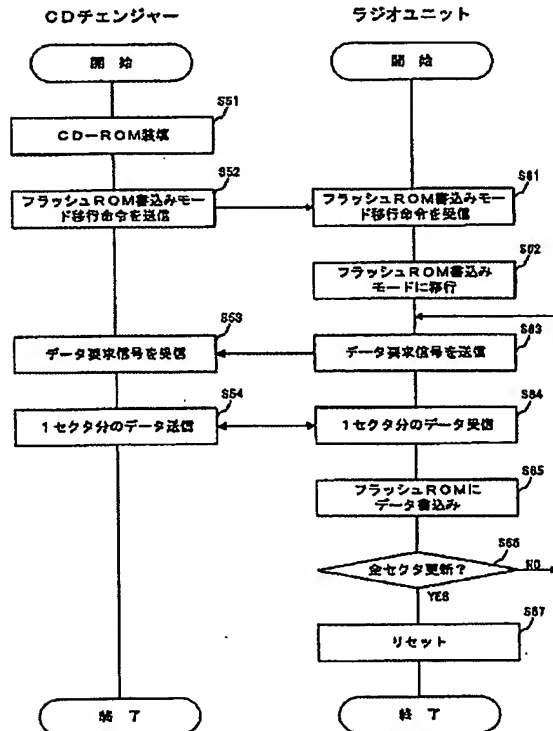 CDチェンジャー
ラジオユニット
開 始
開 始
S51
CD-ROM装填
S52
フラッシュROM書込みモー
ド移行命令を送信
S61
フラッシュROM書込みモー
ド移行命令を受信
S62
フラッシュROM書込み
モードに移行
S53
データ要求信号を受信
S63
データ要求信号を送信
S54
1セクタ分のデータ送信
S64
1セクタ分のデータ受信
S65
フラッシュROMに
データ書込み
S66
全セクタ更新?
NO
YES
S67
リセット
終 了
終 了